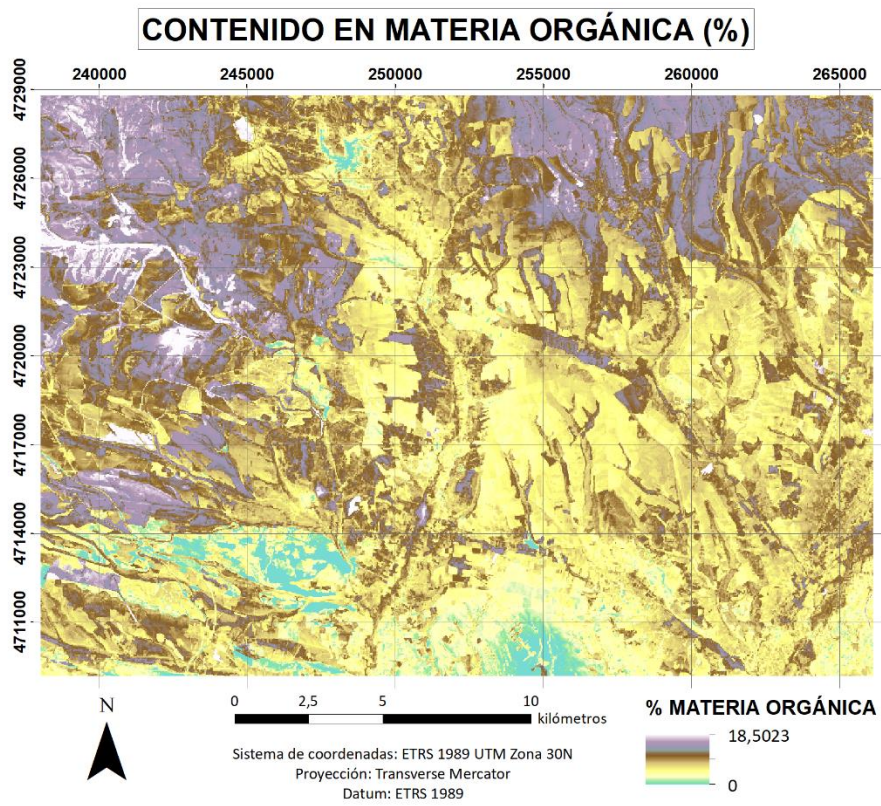 CONTENIDO EN MATERIA ORGÁNICA (%)
240000 245000 250000 255000 260000 265000
4729000
4726000
4723000
4720000
4717000
4714000
4711000
N
0 2,5 5 10
kilómetros
Sistema de coordenadas: ETRS 1989 UTM Zona 30N
Proyección: Transverse Mercator
Datum: ETRS 1989
% MATERIA ORGÁNICA
18,5023
0